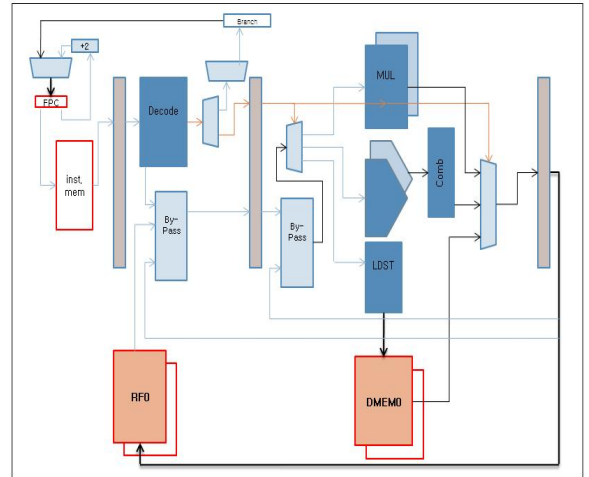 Branch
+2
FPC
inst,
mem
Decode
By-
Pass
By-
Pass
MUL
Comb
LDST
RF0
DMEM0